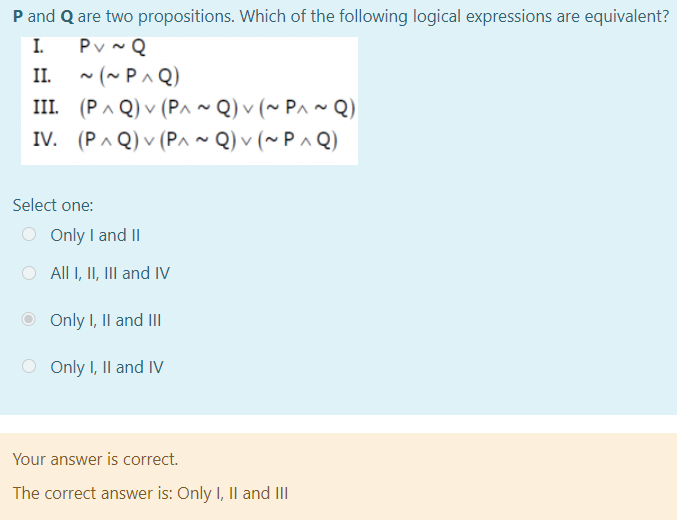 P and Q are two propositions. Which of the following logical expressions are equivalent?
I. P ∨ ~ Q
II. ~ (~ P ∧ Q)
III. (P ∧ Q) ∨ (P ∧ ~ Q) ∨ (~ P ∧ ~ Q)
IV. (P ∧ Q) ∨ (P ∧ ~ Q) ∨ (~ P ∧ Q)
Select one:
Only I and II
All I, II, III and IV
Only I, II and III
Only I, II and IV
Your answer is correct.
The correct answer is: Only I, II and III